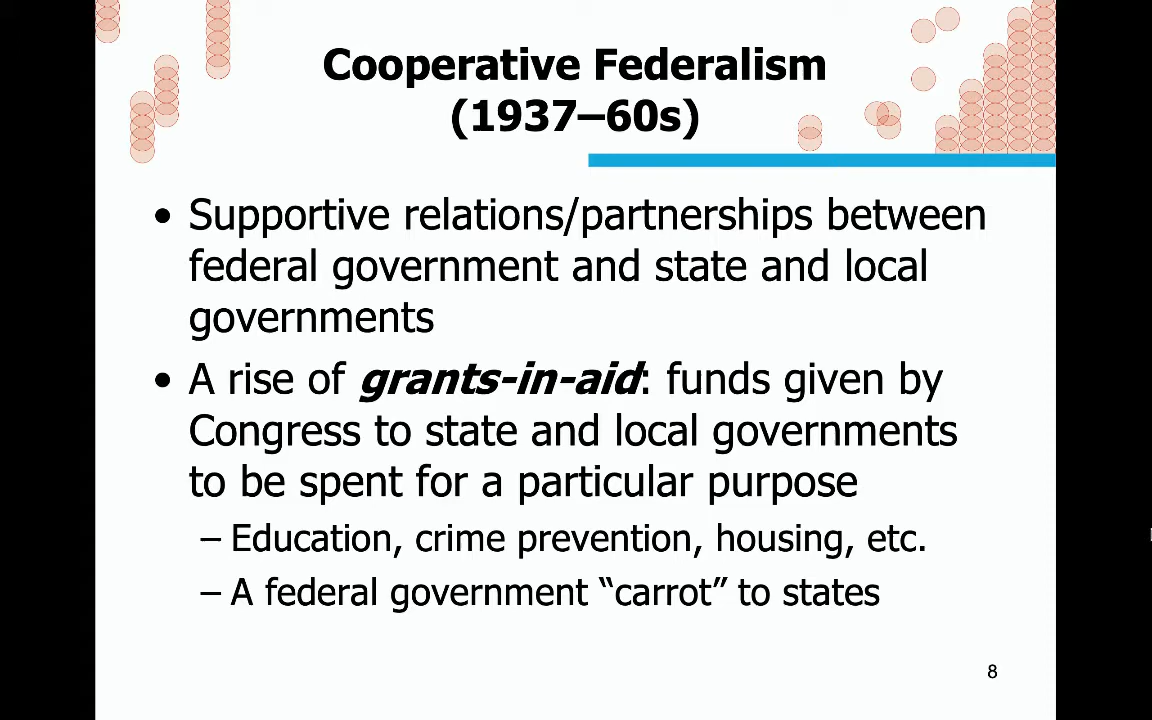 Cooperative Federalism
(1937–60s)
• Supportive relations/partnerships between
federal government and state and local
governments
• A rise of grants-in-aid: funds given by
Congress to state and local governments
to be spent for a particular purpose
– Education, crime prevention, housing, etc.
– A federal government “carrot” to states
8